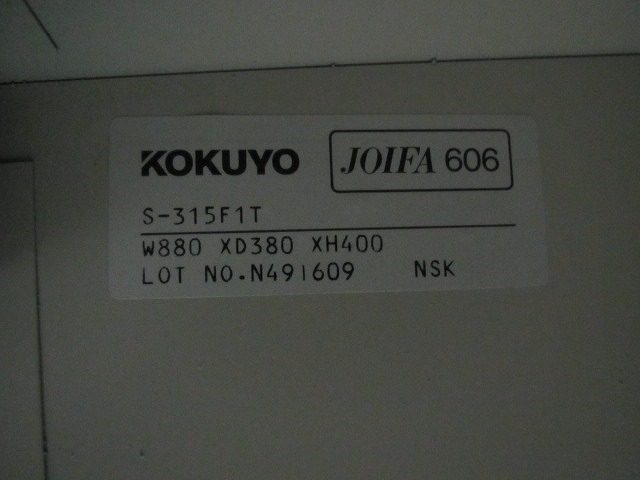 KOKUYO JOIFA 606
S-315F1T
W880 XD380 XH400
LOT NO.N491609 NSK